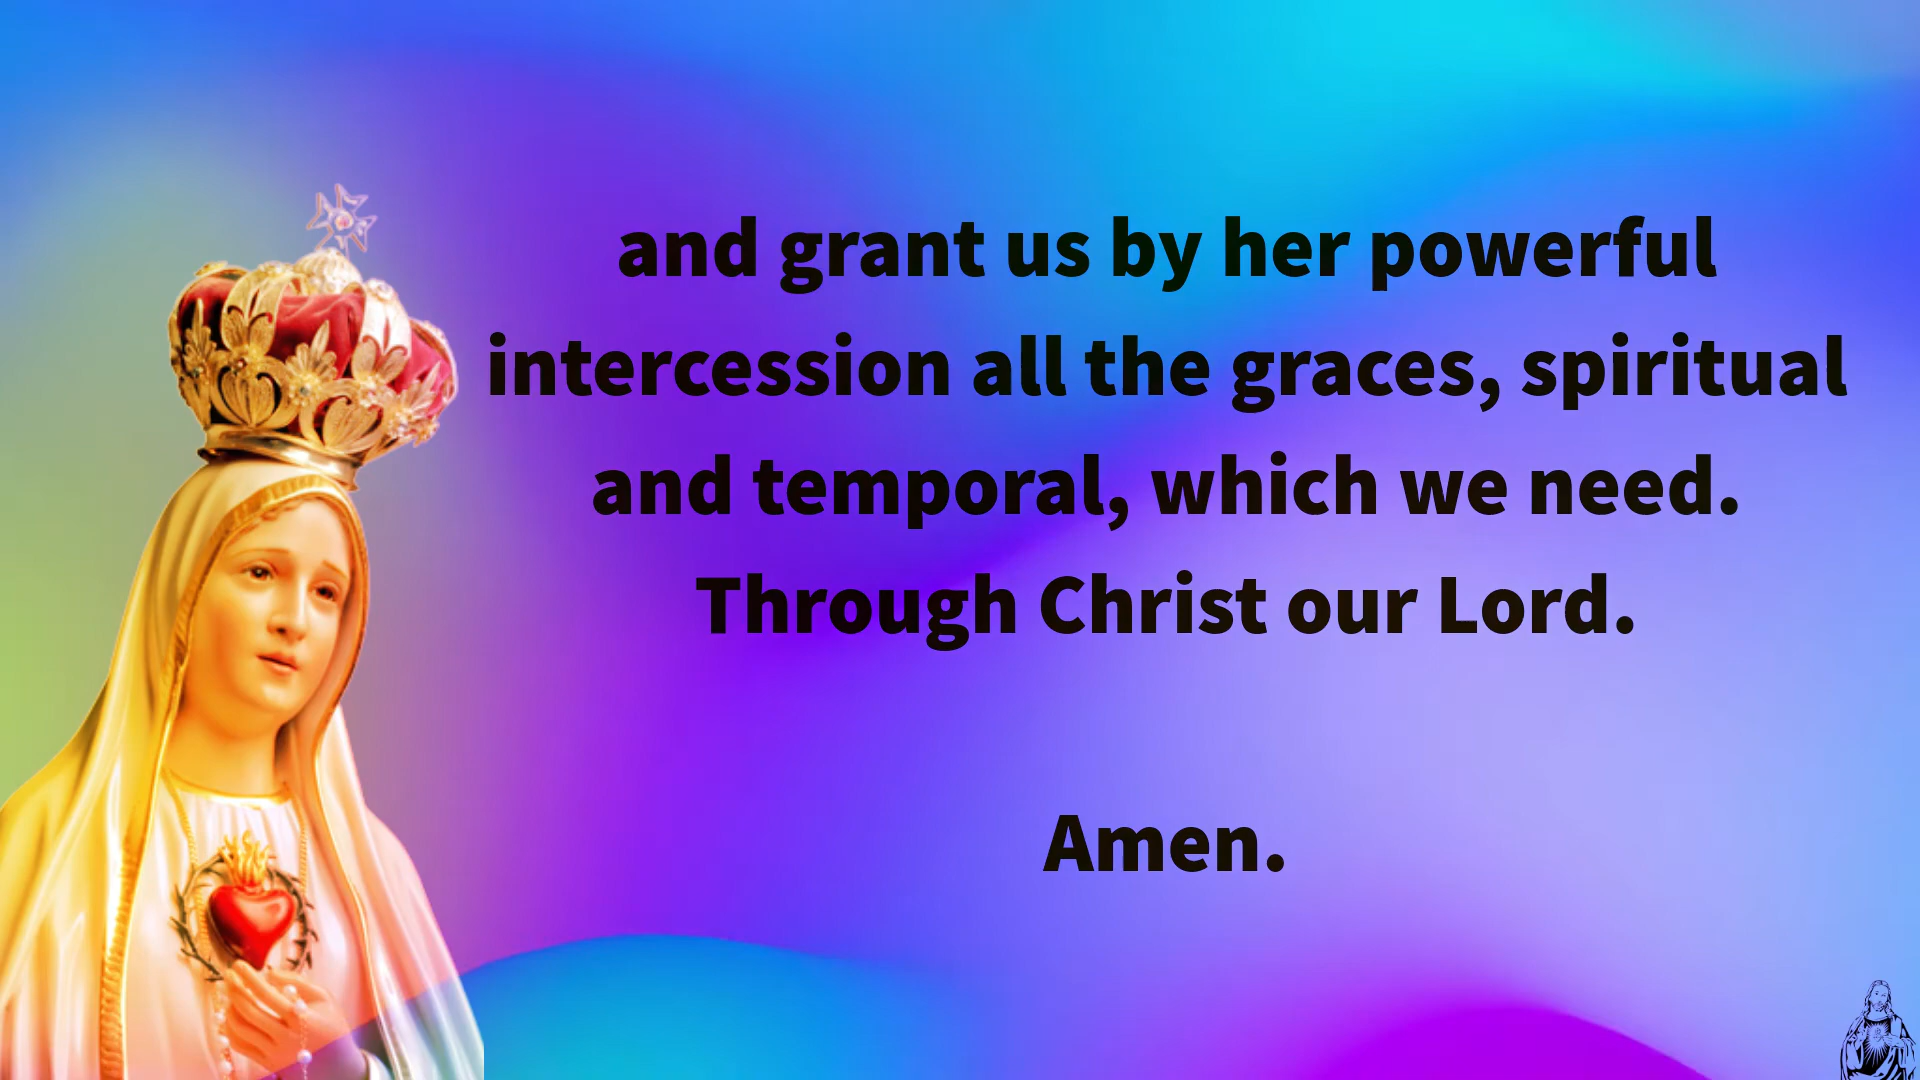 and grant us by her powerful
intercession all the graces, spiritual
and temporal, which we need.
Through Christ our Lord.
Amen.